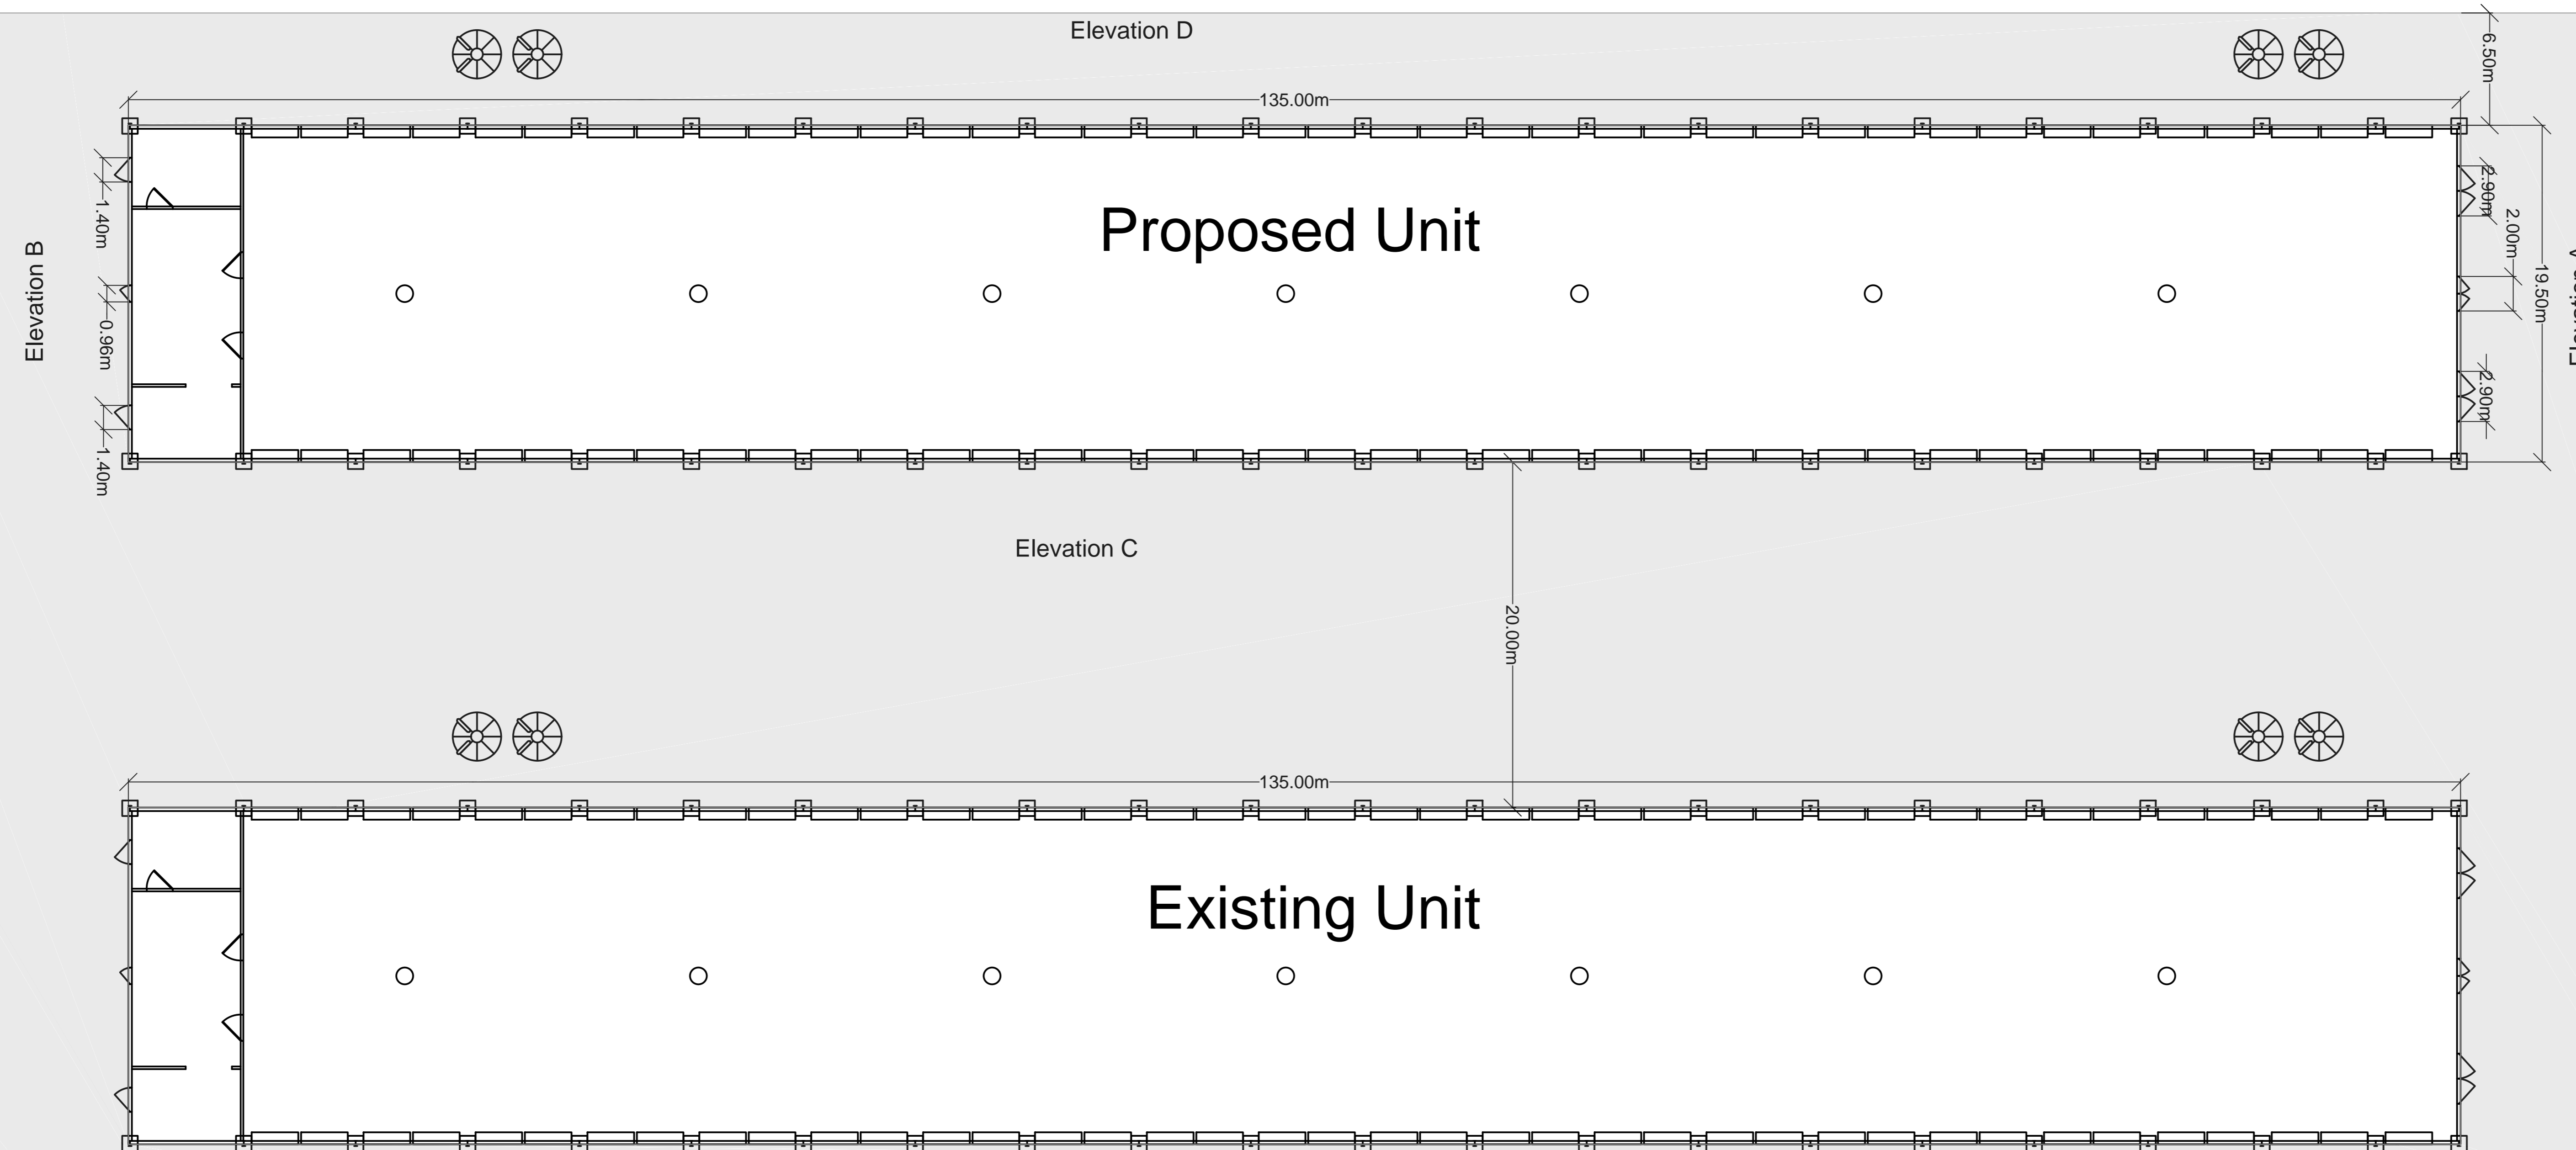 Elevation D
6.50m
135.00m
2.90m
1.40m
Proposed Unit
2.00m
Elevation B
19.50m
0.96m
2.90m
1.40m
Elevation C
20.00m
135.00m
Existing Unit